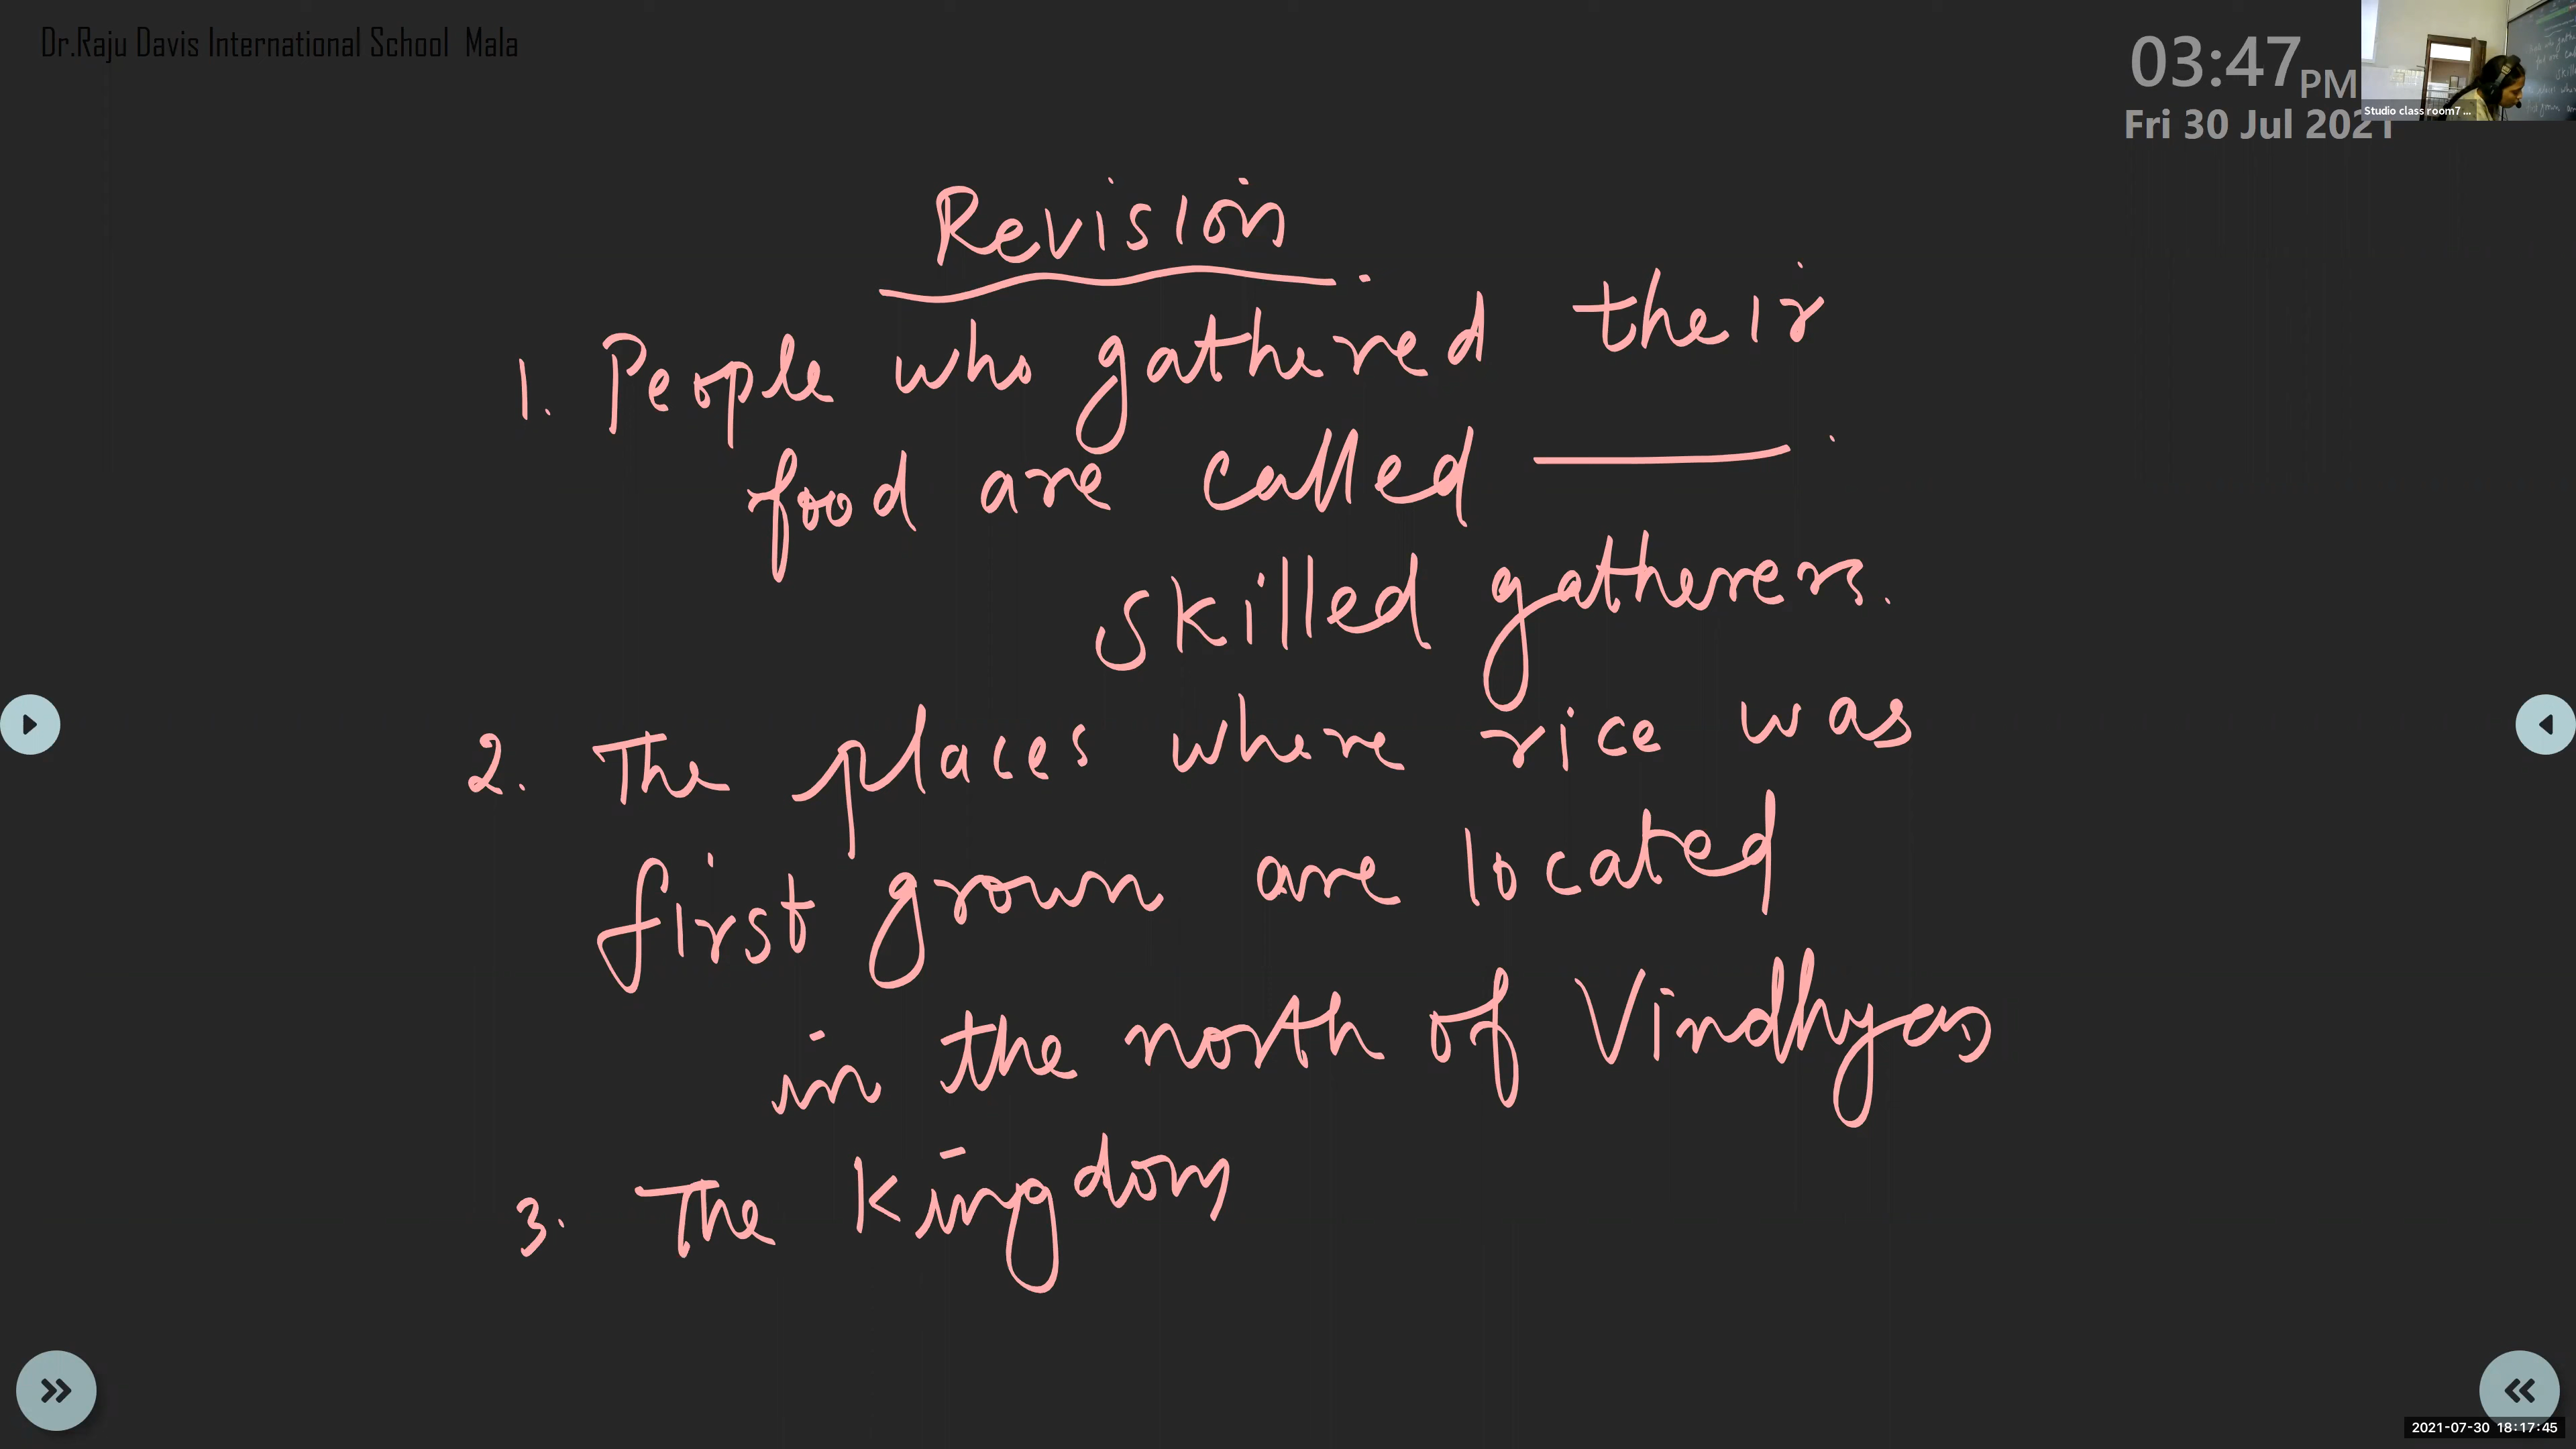 Dr.Raju Davis International School Mala
03:47 PM
Fri 30 Jul 2021
Studio class room7 ...
Revision
1. People who gathered their
food are called ______.
skilled gatherers.
2. The places where rice was
first grown are located
in the north of Vindhyas
3. The Kingdom
2021-07-30 18:17:45